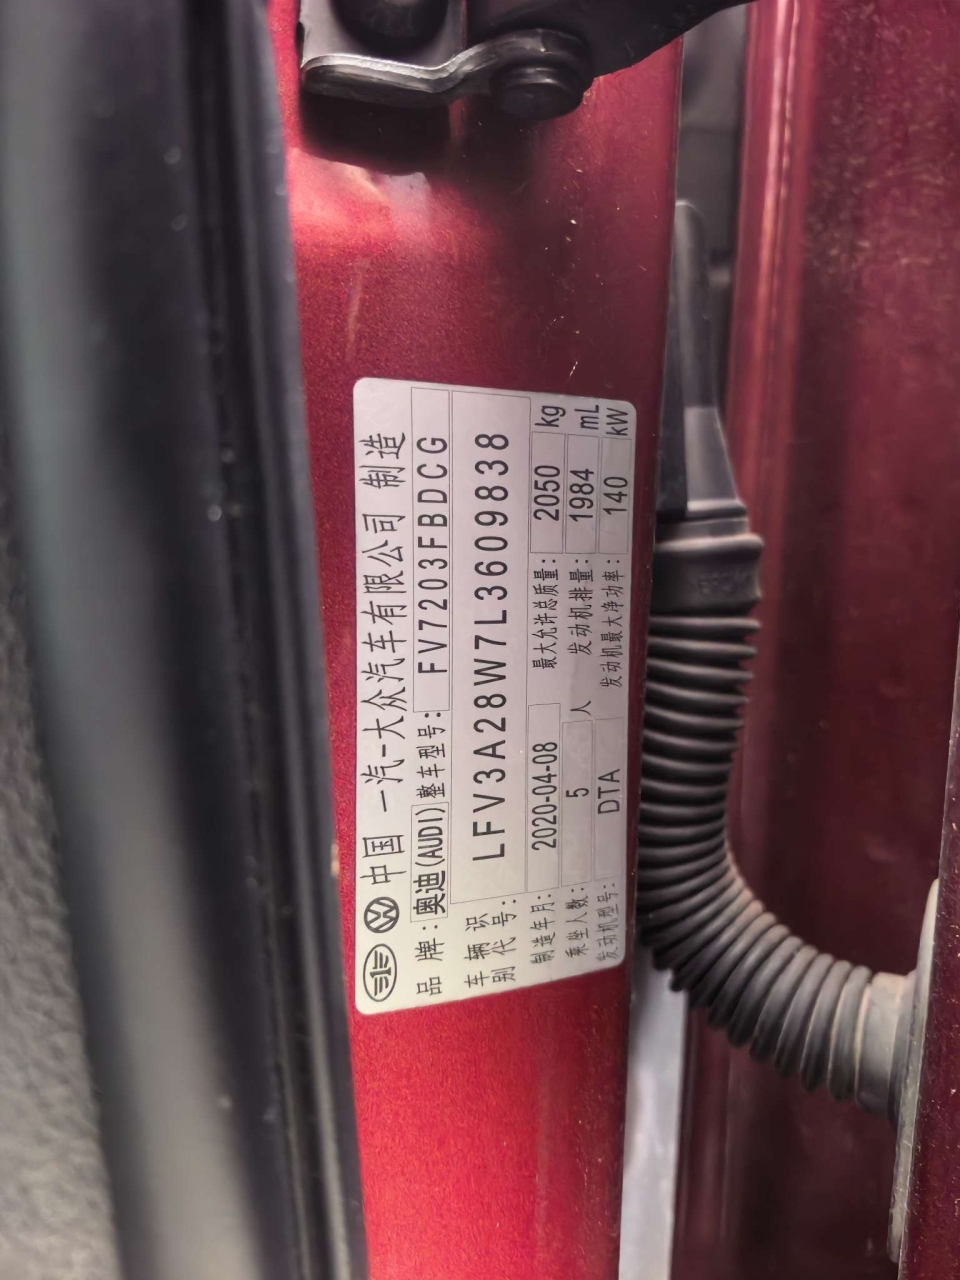 中国 一汽-大众汽车有限公司 制造
品牌: 奥迪(AUDI) 整车型号: FV7203FBDCG
车辆识别代号: LFV3A28W7L3609838
制造年月: 2020-04-08 最大允许总质量: 2050 kg
乘坐人数: 5 人 发动机排量: 1984 mL
发动机型号: DTA 发动机最大净功率: 140 kW